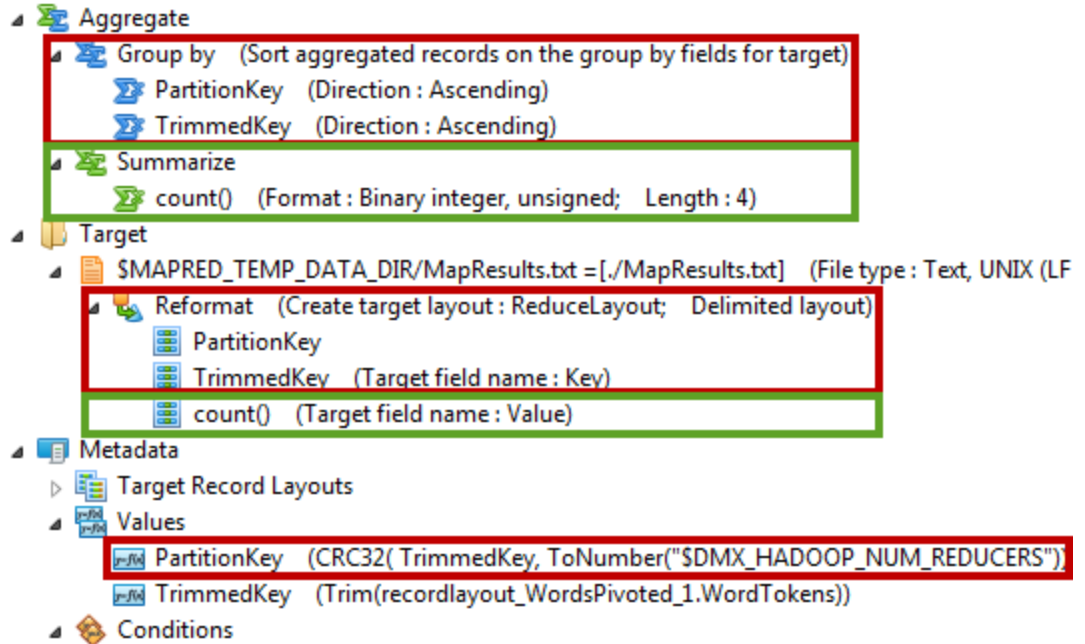 Aggregate
Group by (Sort aggregated records on the group by fields for target)
PartitionKey (Direction : Ascending)
TrimmedKey (Direction : Ascending)
Summarize
count() (Format : Binary integer, unsigned; Length : 4)
Target
$MAPRED_TEMP_DATA_DIR/MapResults.txt =[./MapResults.txt] (File type : Text, UNIX (LF
Reformat (Create target layout : ReduceLayout; Delimited layout)
PartitionKey
TrimmedKey (Target field name : Key)
count() (Target field name : Value)
Metadata
Target Record Layouts
Values
PartitionKey (CRC32( TrimmedKey, ToNumber("$DMX_HADOOP_NUM_REDUCERS"))
TrimmedKey (Trim(recordlayout_WordsPivoted_1.WordTokens))
Conditions